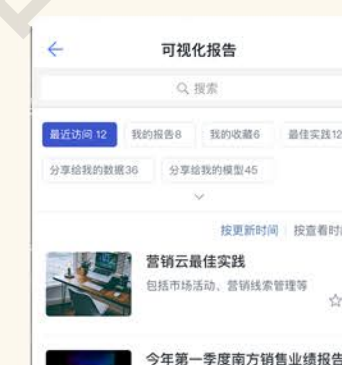 可视化报告
搜索
最近访问 12 我的报告8 我的收藏6 最佳实践12
分享给我的数据36 分享给我的模型45
按更新时间 按查看时
营销云最佳实践
包括市场活动、营销线索管理等
今年第一季度南方销售业绩报告